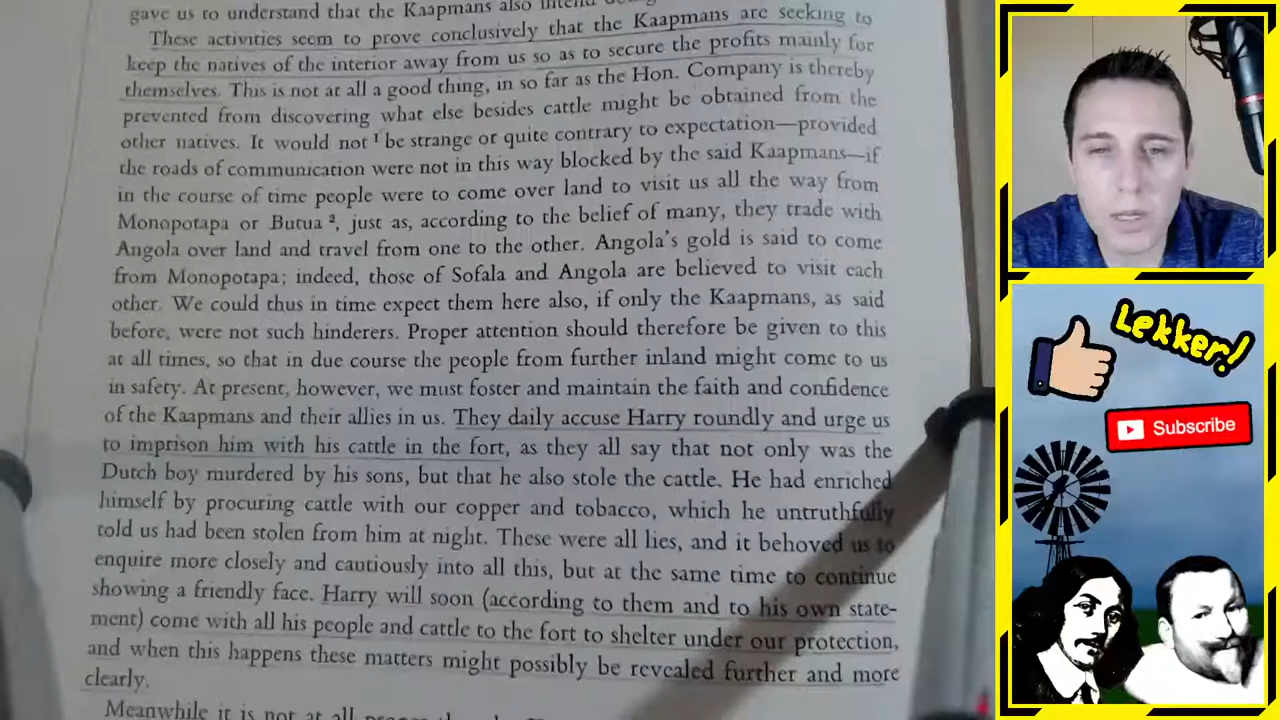 gave us to understand that the Kaapmans also intend
These activities seem to prove conclusively that the Kaapmans are seeking to
keep the natives of the interior away from us so as to secure the profits mainly for
themselves. This is not at all a good thing, in so far as the Hon. Company is thereby
prevented from discovering what else besides cattle might be obtained from the
other natives. It would not ¹ be strange or quite contrary to expectation—provided
the roads of communication were not in this way blocked by the said Kaapmans—if
in the course of time people were to come over land to visit us all the way from
Monopotapa or Butua ², just as, according to the belief of many, they trade with
Angola over land and travel from one to the other. Angola's gold is said to come
from Monopotapa; indeed, those of Sofala and Angola are believed to visit each
other. We could thus in time expect them here also, if only the Kaapmans, as said
before, were not such hinderers. Proper attention should therefore be given to this
at all times, so that in due course the people from further inland might come to us
in safety. At present, however, we must foster and maintain the faith and confidence
of the Kaapmans and their allies in us. They daily accuse Harry roundly and urge us
to imprison him with his cattle in the fort, as they all say that not only was the
Dutch boy murdered by his sons, but that he also stole the cattle. He had enriched
himself by procuring cattle with our copper and tobacco, which he untruthfully
told us had been stolen from him at night. These were all lies, and it behoved us to
enquire more closely and cautiously into all this, but at the same time to continue
showing a friendly face. Harry will soon (according to them and to his own state-
ment) come with all his people and cattle to the fort to shelter under our protection,
and when this happens these matters might possibly be revealed further and more
clearly.
Meanwhile it is not at all
Lekker!
Subscribe